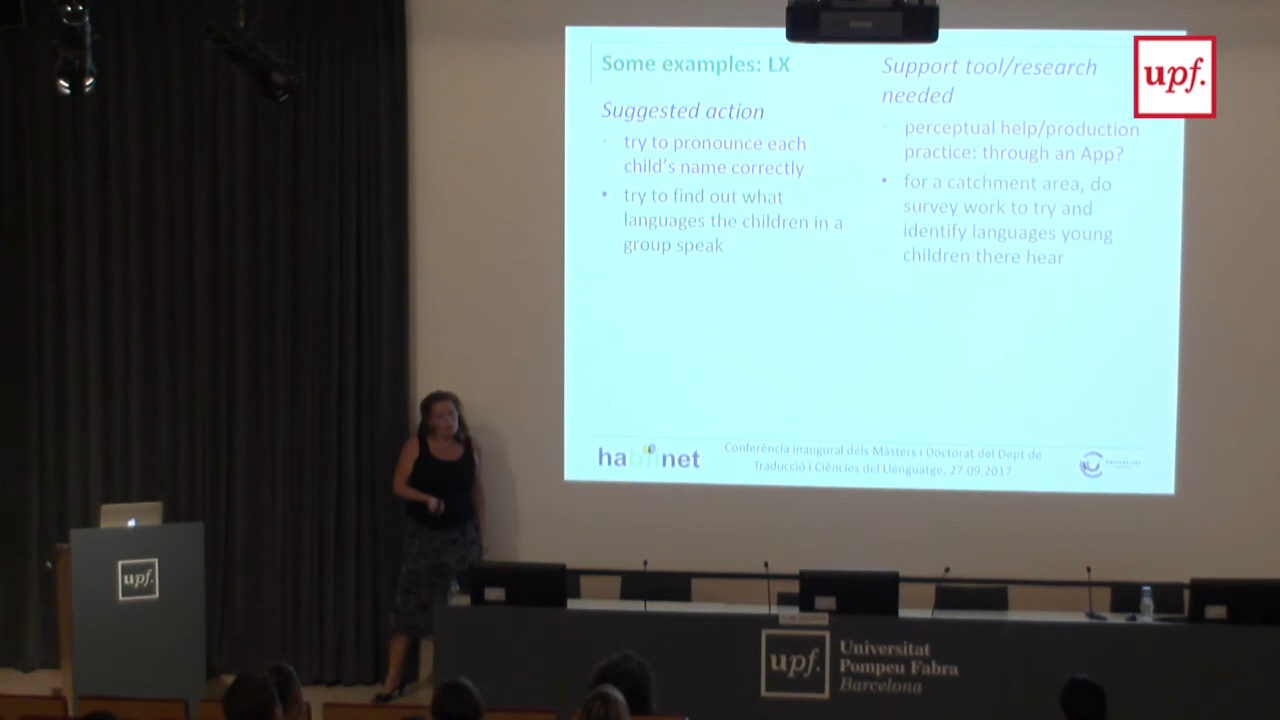 Some examples: LX
Suggested action
• try to pronounce each
child's name correctly
• try to find out what
languages the children in a
group speak
Support tool/research
needed
• perceptual help/production
practice: through an App?
• for a catchment area, do
survey work to try and
identify languages young
children there hear
habilnet
Conferència inaugural dels Màsters i Doctorat del Dept de
Traducció i Ciències del Llenguatge, 27.09.2017
upf.
upf.
upf.
Universitat
Pompeu Fabra
Barcelona